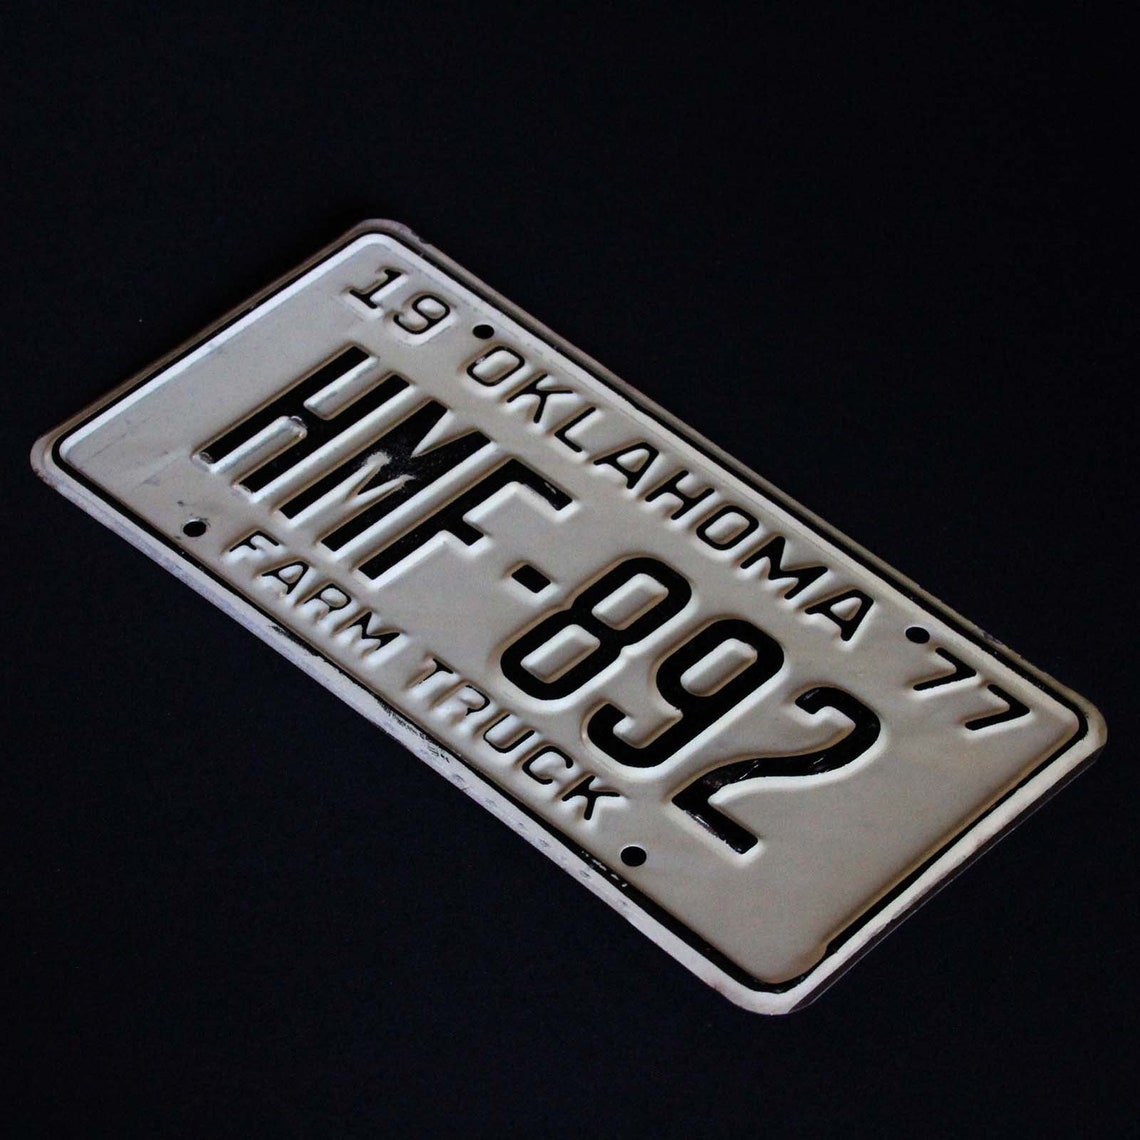 19 OKLAHOMA 77
HMF-892
FARM TRUCK